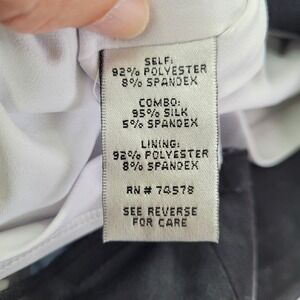 SELF:
92% POLYESTER
8% SPANDEX
COMBO:
95% SILK
5% SPANDEX
LINING:
92% POLYESTER
8% SPANDEX
RN # 74578
SEE REVERSE
FOR CARE